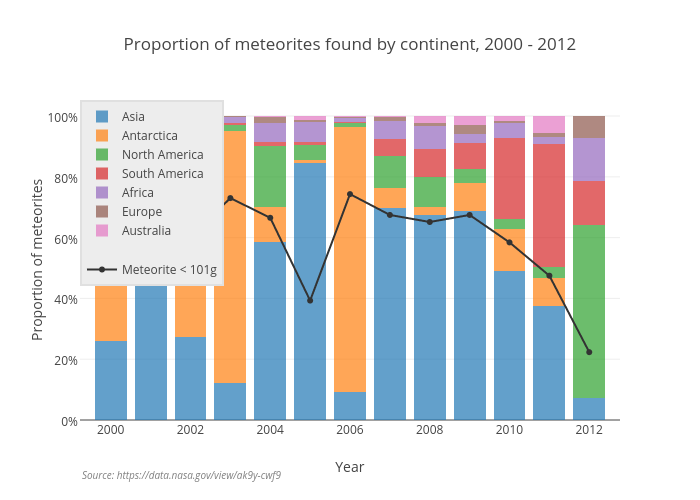 Proportion of meteorites found by continent, 2000 - 2012
Proportion of meteorites
100%
80%
60%
40%
20%
0%
Asia
Antarctica
North America
South America
Africa
Europe
Australia
Meteorite < 101g
2000 2002 2004 2006 2008 2010 2012
Year
Source: https://data.nasa.gov/view/ak9y-cwf9